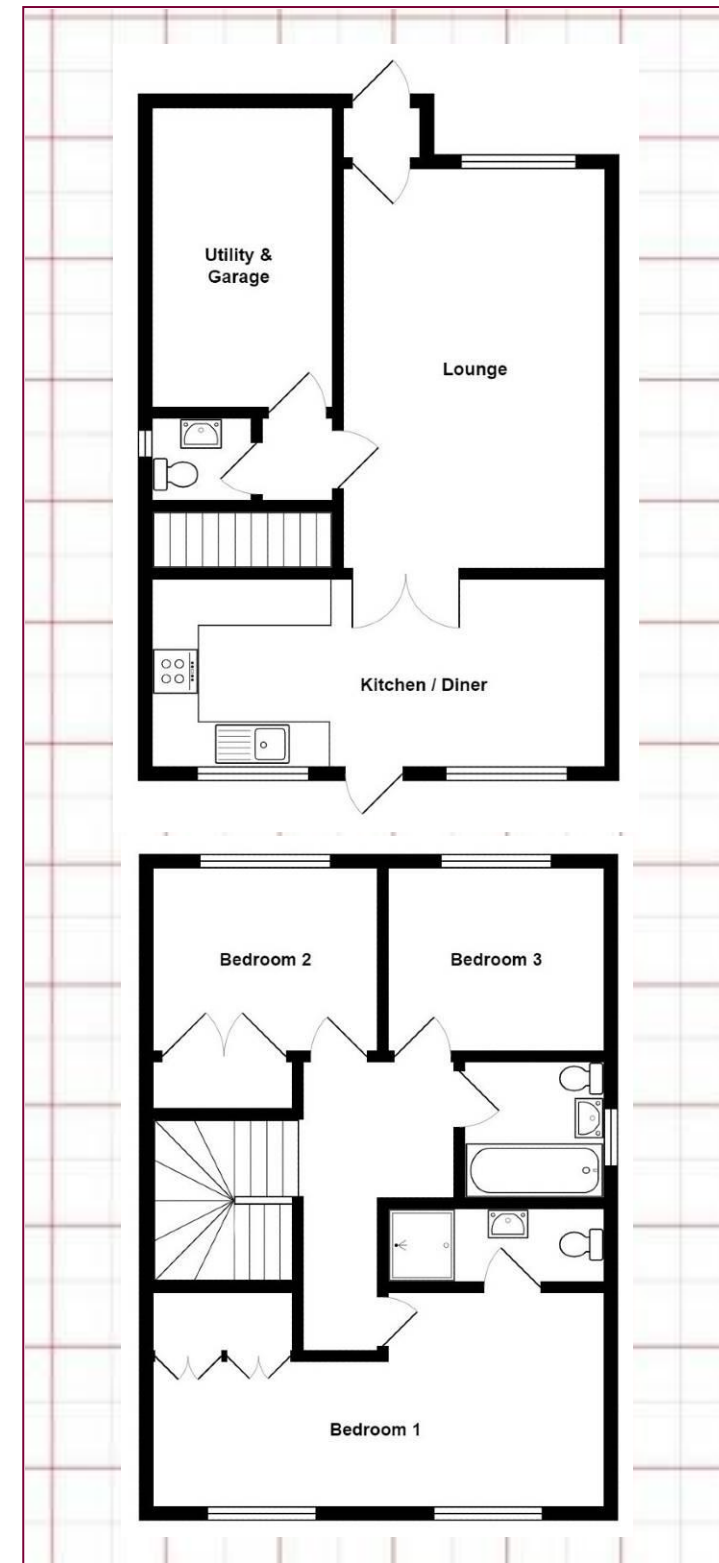 Utility &
Garage
Lounge
Kitchen / Diner
Bedroom 2
Bedroom 3
Bedroom 1